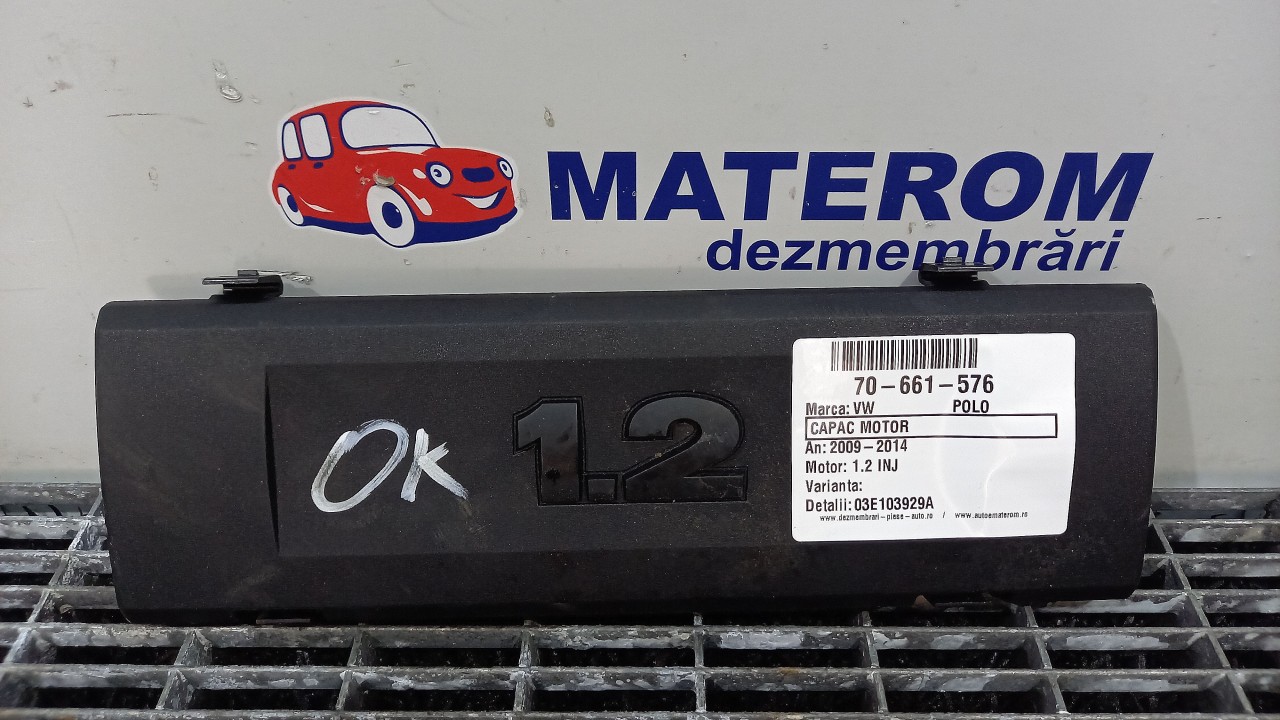 MATEROM
dezmembrări
OK
1.2
70-661-576
Marca: VW POLO
CAPAC MOTOR
An: 2009-2014
Motor: 1.2 INJ
Varianta:
Detalii: 03E103929A
www.dezmembrari-piese-auto.ro / www.autoematerom.ro